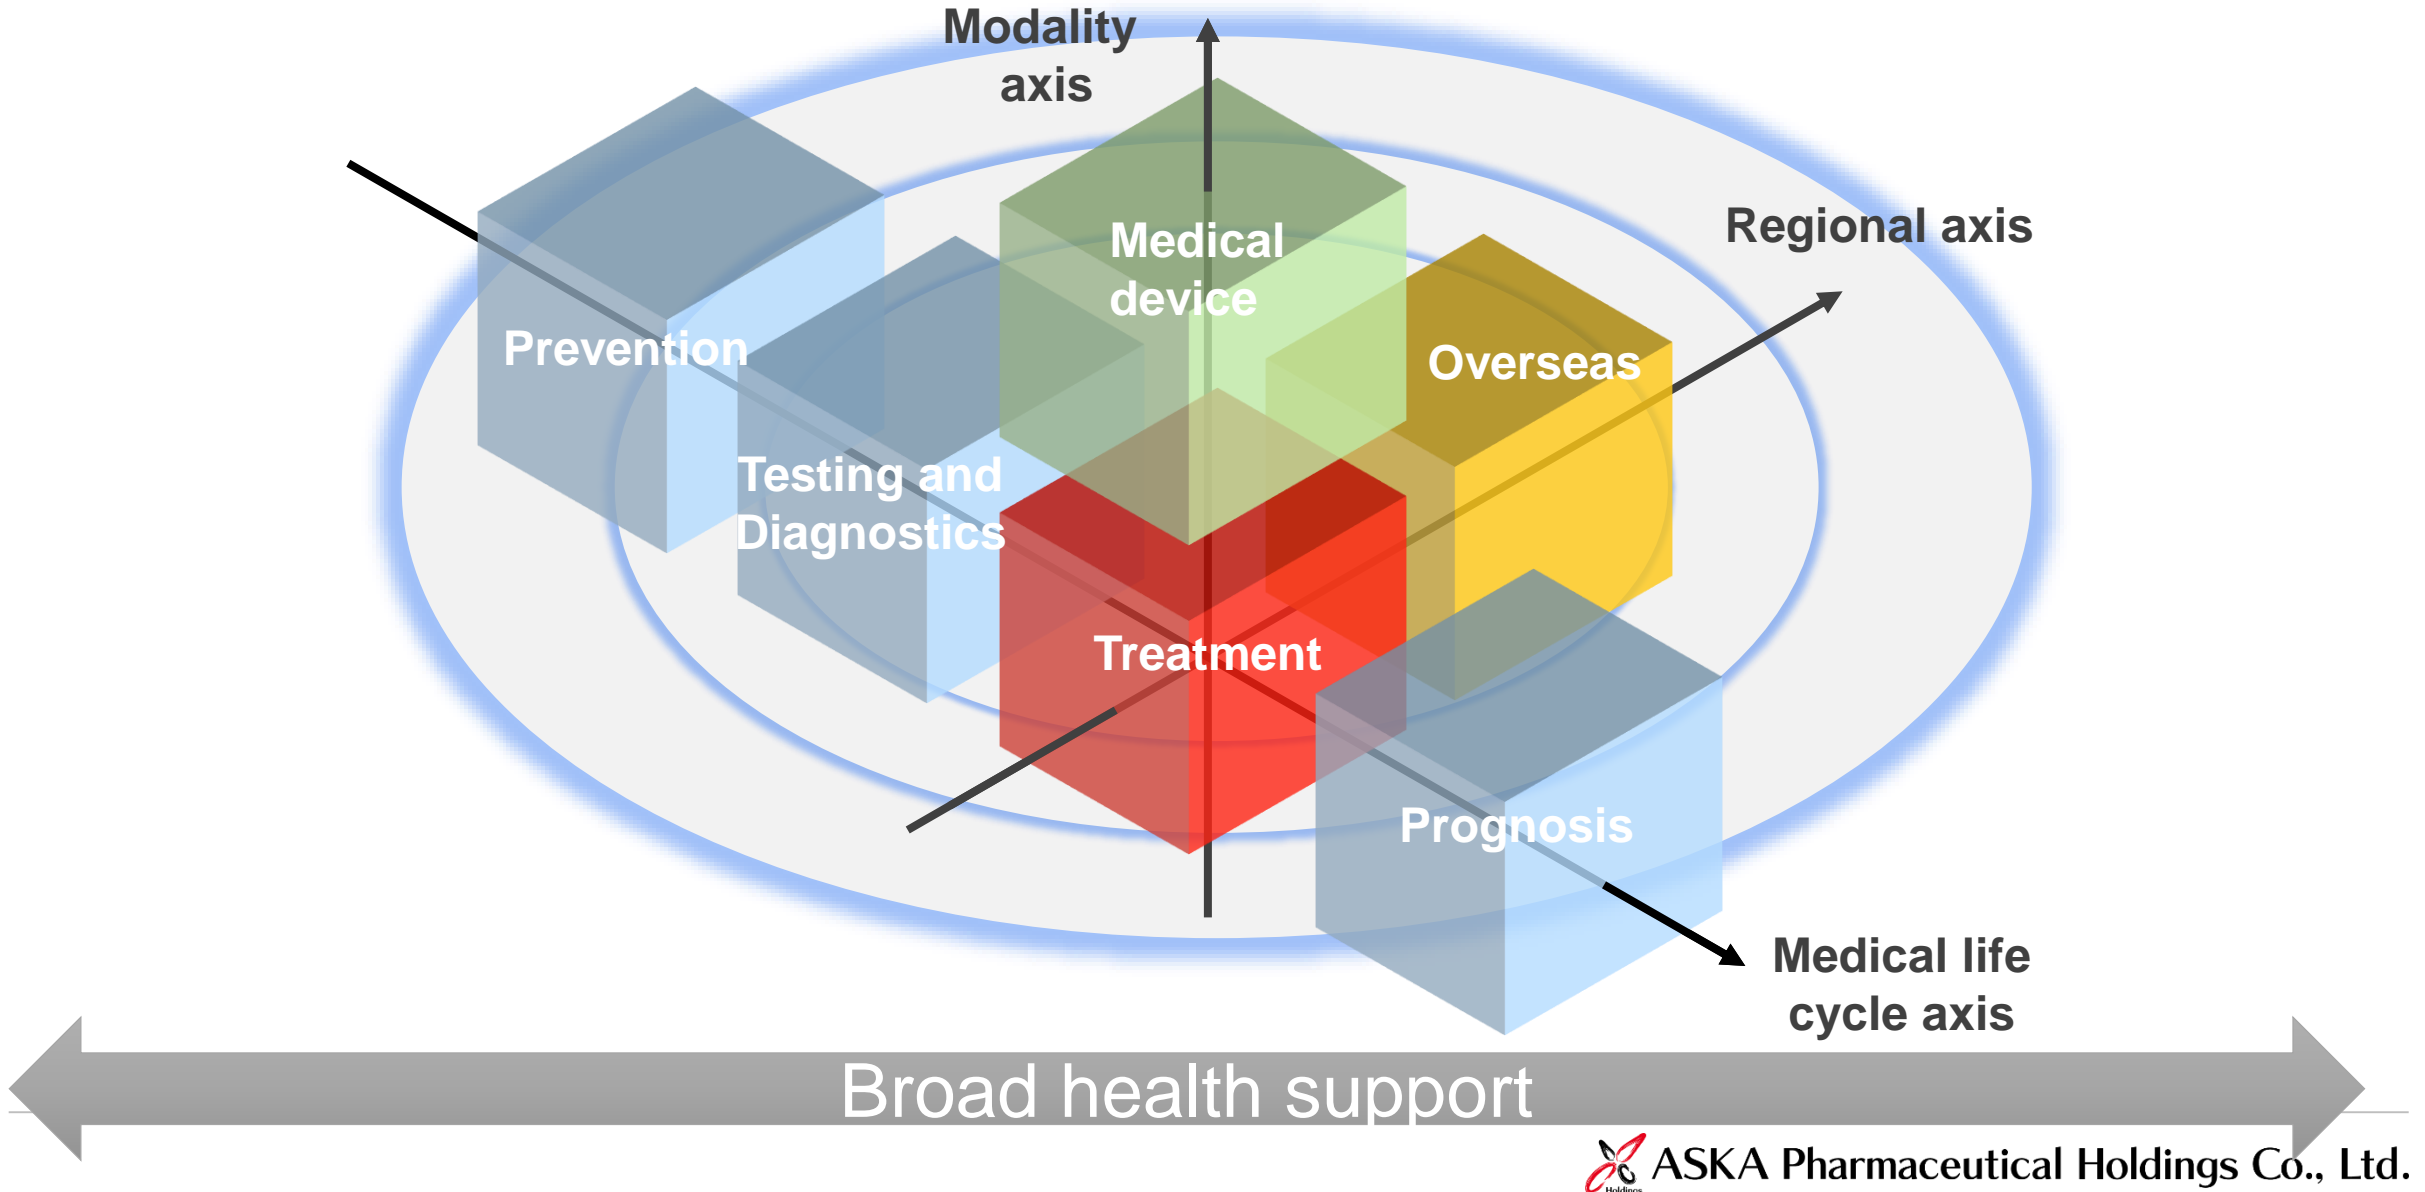 Modality
axis
Regional axis
Medical
device
Prevention
Overseas
Testing and
Diagnostics
Treatment
Prognosis
Medical life
cycle axis
Broad health support
Holdings
ASKA Pharmaceutical Holdings Co., Ltd.